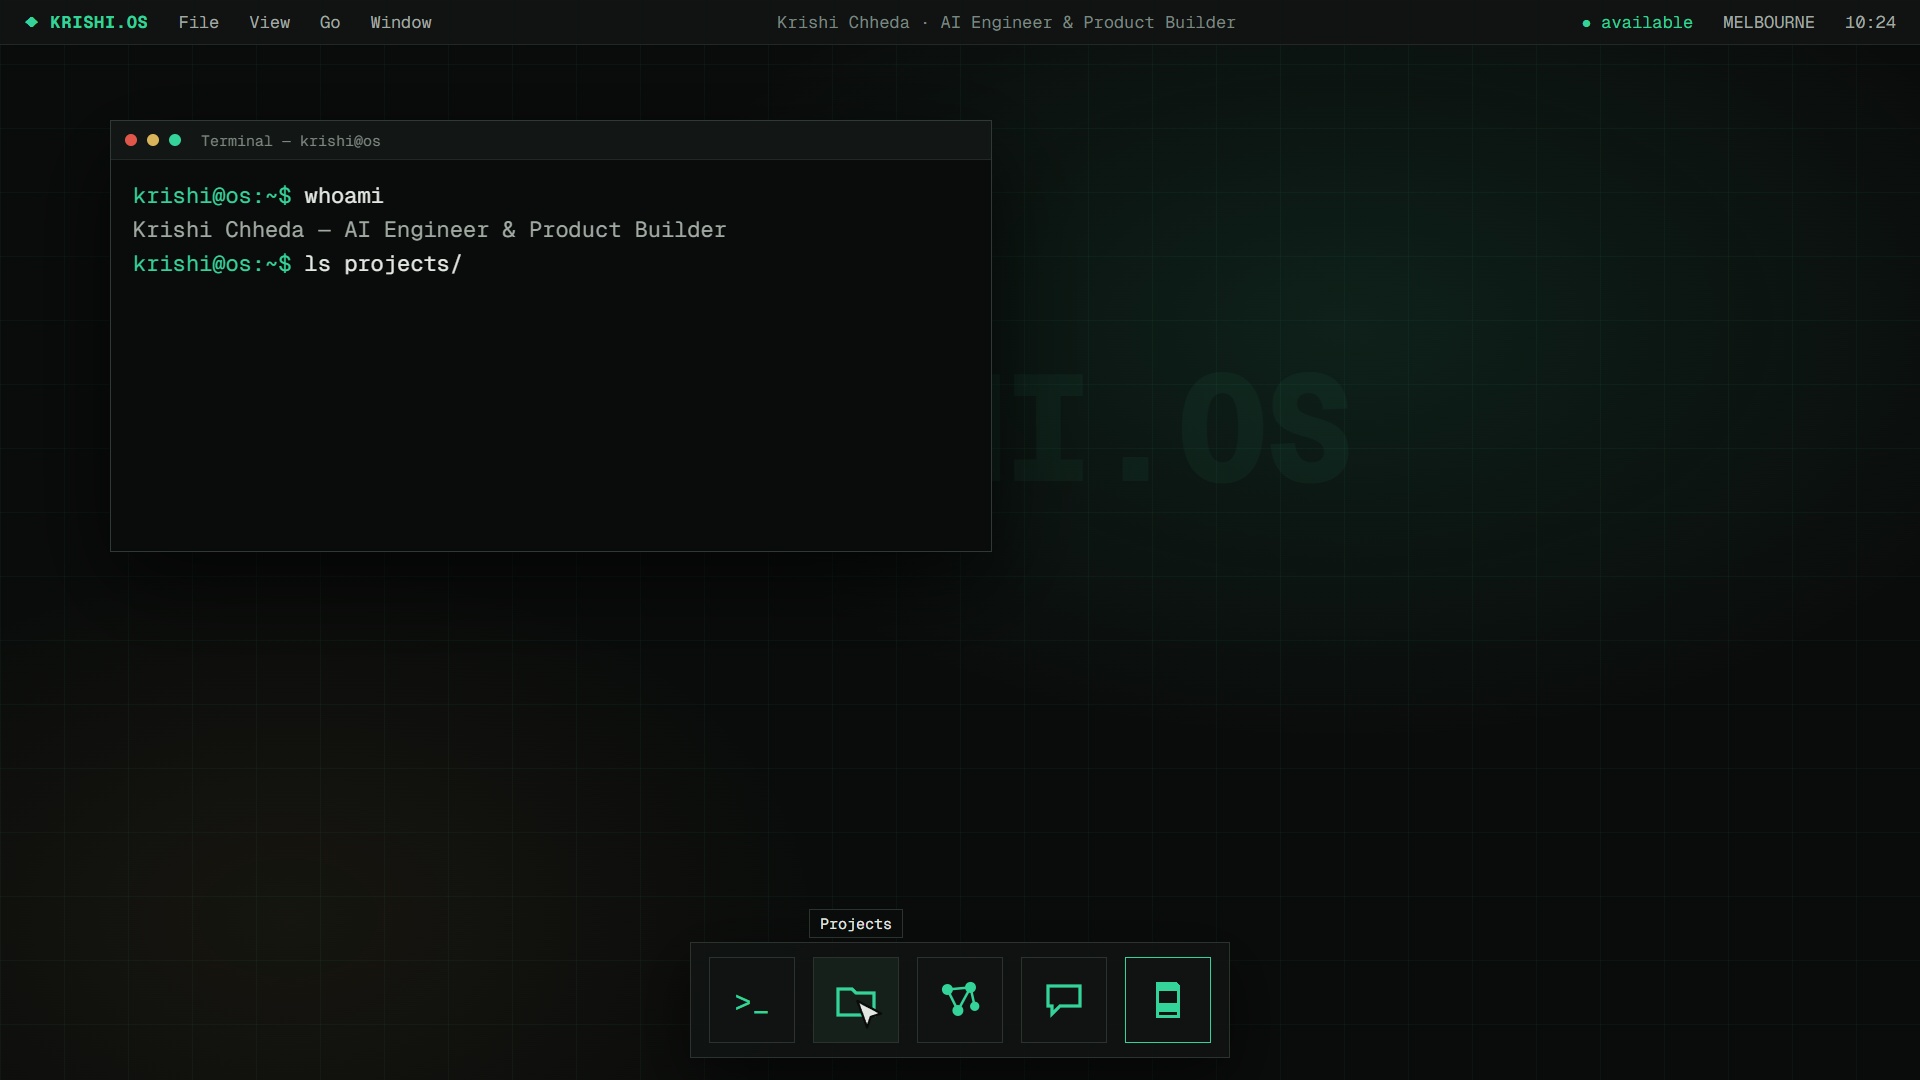 KRISHI.OS File View Go Window Krishi Chheda · AI Engineer & Product Builder ● available MELBOURNE 10:24
Terminal — krishi@os
krishi@os:~$ whoami
Krishi Chheda — AI Engineer & Product Builder
krishi@os:~$ ls projects/
I.OS
Projects
>_